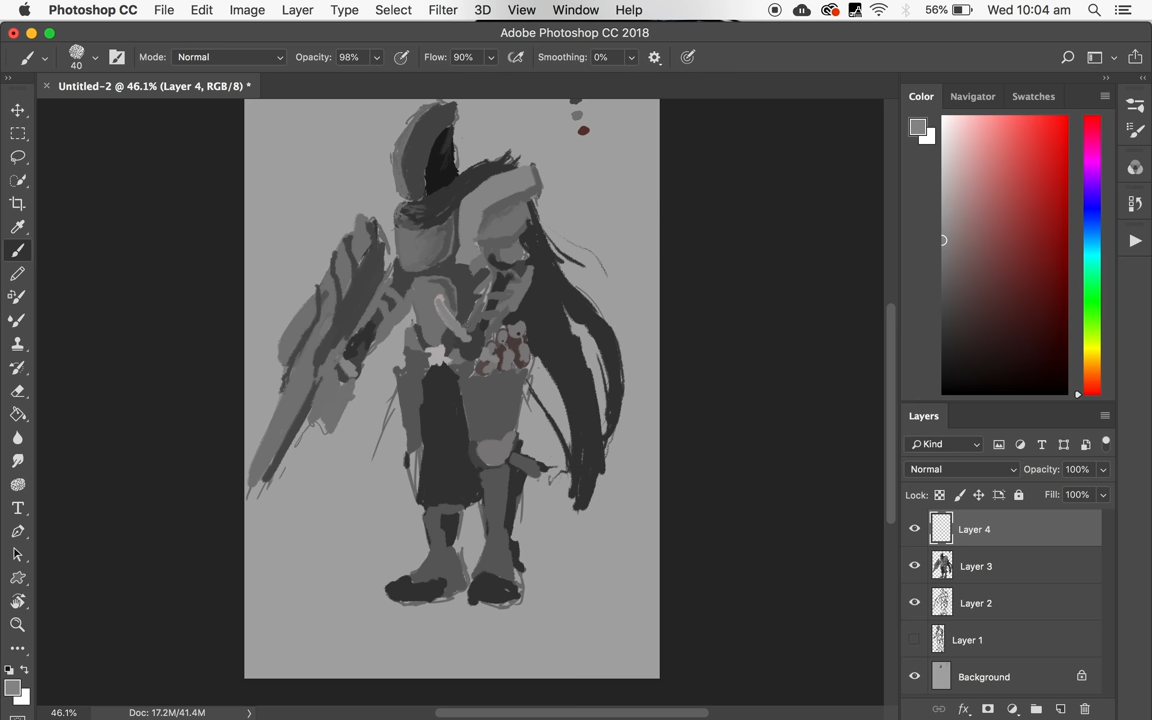 Photoshop CC File Edit Image Layer Type Select Filter 3D View Window Help 56% Wed 10:04 am
Adobe Photoshop CC 2018
40 Mode: Normal Opacity: 98% Flow: 90% Smoothing: 0%
Untitled-2 @ 46.1% (Layer 4, RGB/8) *
Color Navigator Swatches
Layers
Kind
Normal Opacity: 100%
Lock: Fill: 100%
Layer 4
Layer 3
Layer 2
Layer 1
Background
46.1% Doc: 17.2M/41.4M